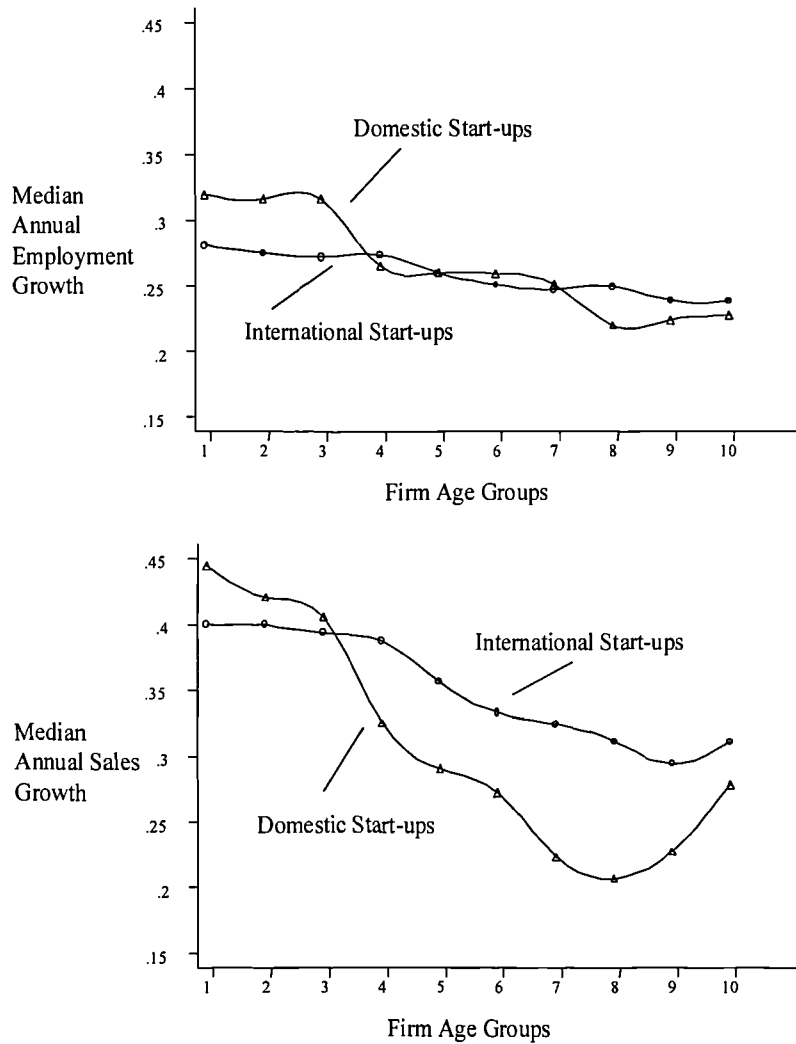 .45
.4
.35
.3
.25
.2
.15
Median
Annual
Employment
Growth
Domestic Start-ups
International Start-ups
1 2 3 4 5 6 7 8 9 10
Firm Age Groups
.45
.4
.35
.3
.25
.2
.15
Median
Annual Sales
Growth
International Start-ups
Domestic Start-ups
1 2 3 4 5 6 7 8 9 10
Firm Age Groups